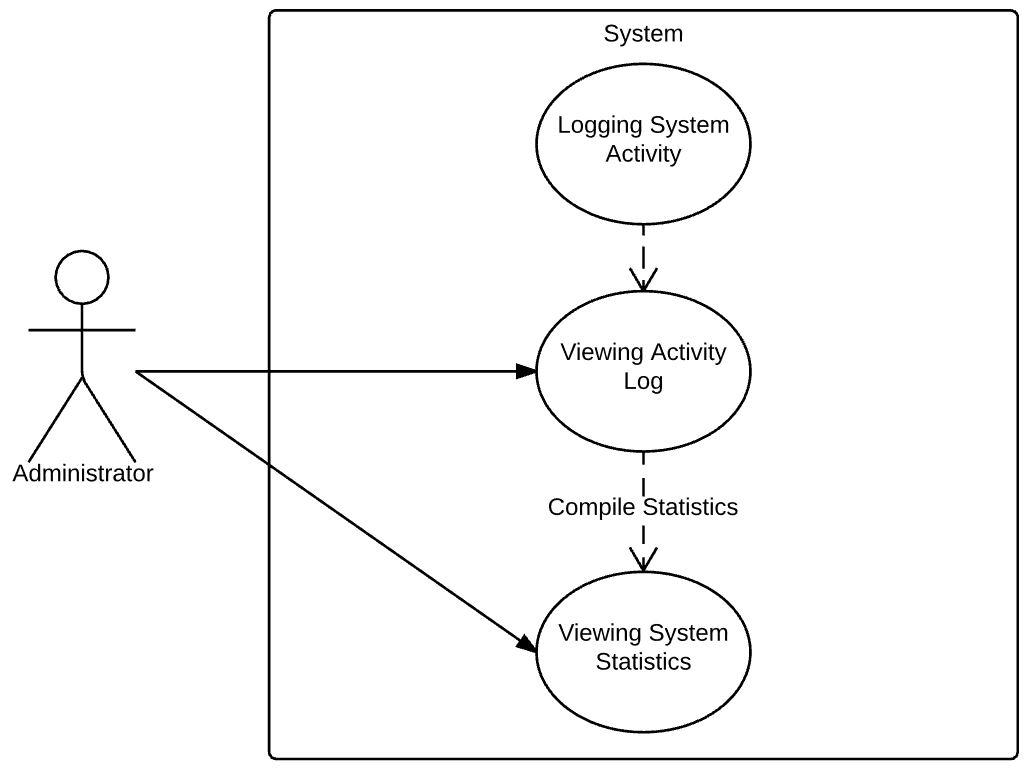 System
Logging System
Activity
Viewing Activity
Log
Administrator
Compile Statistics
Viewing System
Statistics